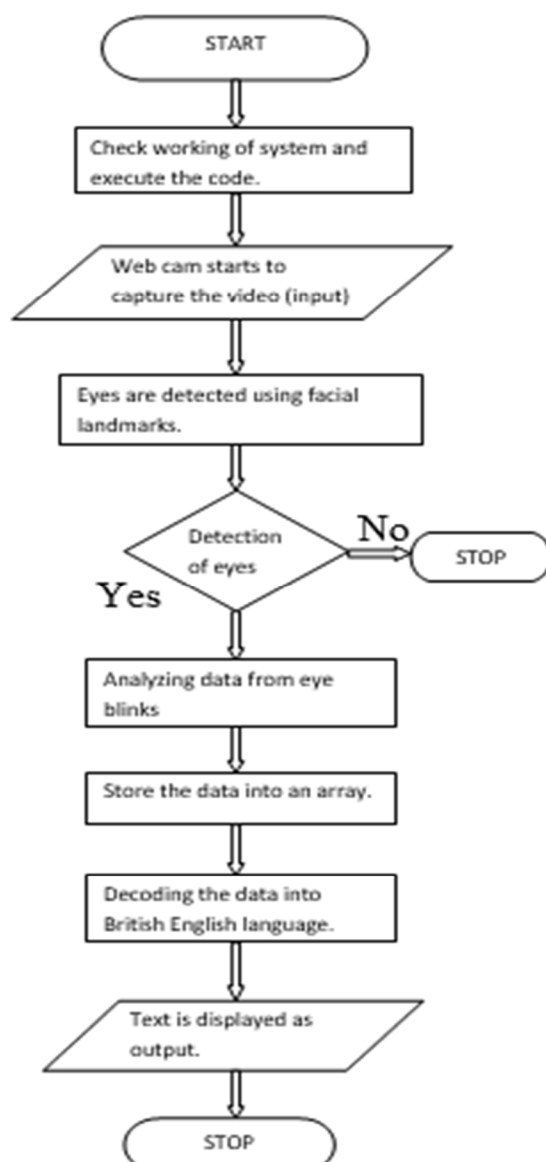 START
Check working of system and
execute the code.
Web cam starts to
capture the video (input)
Eyes are detected using facial
landmarks.
Detection
of eyes
No
STOP
Yes
Analyzing data from eye
blinks
Store the data into an array.
Decoding the data into
British English language.
Text is displayed as
output.
STOP